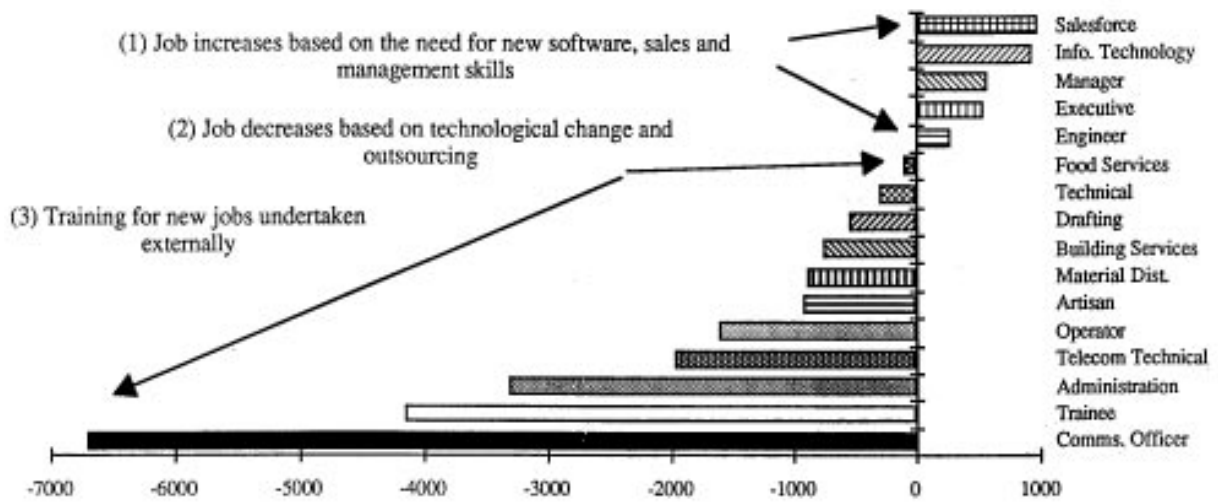 (1) Job increases based on the need for new software, sales and
management skills
(2) Job decreases based on technological change and
outsourcing
(3) Training for new jobs undertaken
externally
Salesforce
Info. Technology
Manager
Executive
Engineer
Food Services
Technical
Drafting
Building Services
Material Dist.
Artisan
Operator
Telecom Technical
Administration
Trainee
Comms. Officer
-7000 -6000 -5000 -4000 -3000 -2000 -1000 0 1000